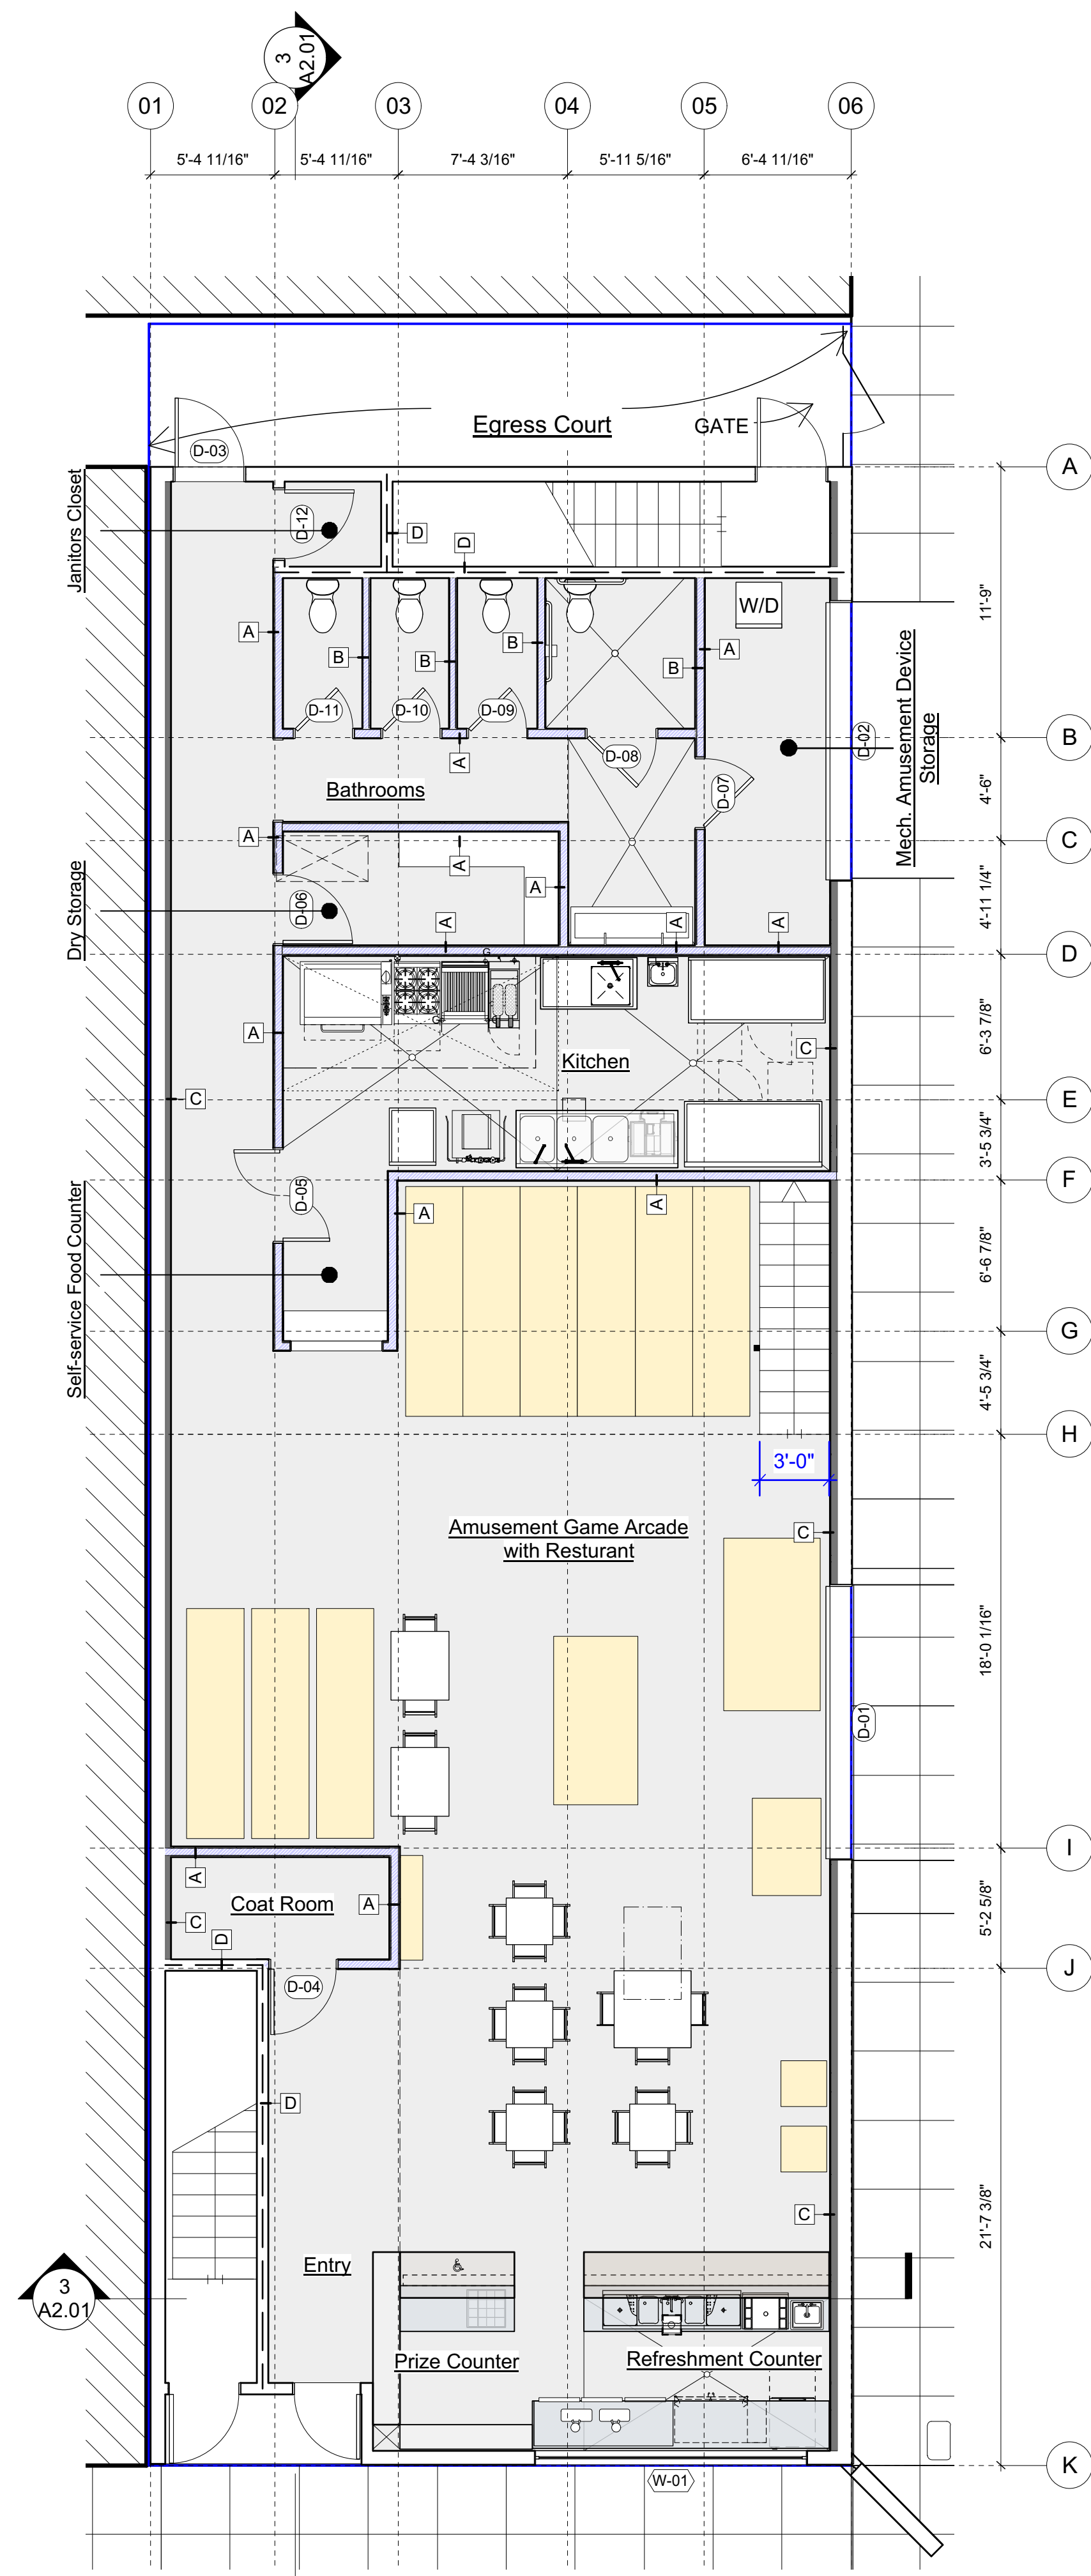 3
A2.01
01
02
03
04
05
06
5'-4 11/16"
5'-4 11/16"
7'-4 3/16"
5'-11 5/16"
6'-4 11/16"
Egress Court
GATE
D-03
A
Janitors Closet
D-12
D
D
11'-9"
W/D
A
B
B
B
B
A
Mech. Amusement Device
Storage
D-11
D-10
D-09
D-08
D-02
B
A
D-07
Bathrooms
4'-6"
A
C
A
Dry Storage
D-06
A
A
A
A
4'-11 1/4"
D
G
G
G
A
Kitchen
C
6'-3 7/8"
C
E
3'-5 3/4"
F
D-05
A
A
Self-service Food Counter
6'-6 7/8"
G
4'-5 3/4"
H
3'-0"
Amusement Game Arcade
with Resturant
C
18'-0 1/16"
D-01
I
A
Coat Room
A
C
D
5'-2 5/8"
J
D-04
D
C
21'-7 3/8"
Entry
3
A2.01
Prize Counter
Refreshment Counter
W-01
K